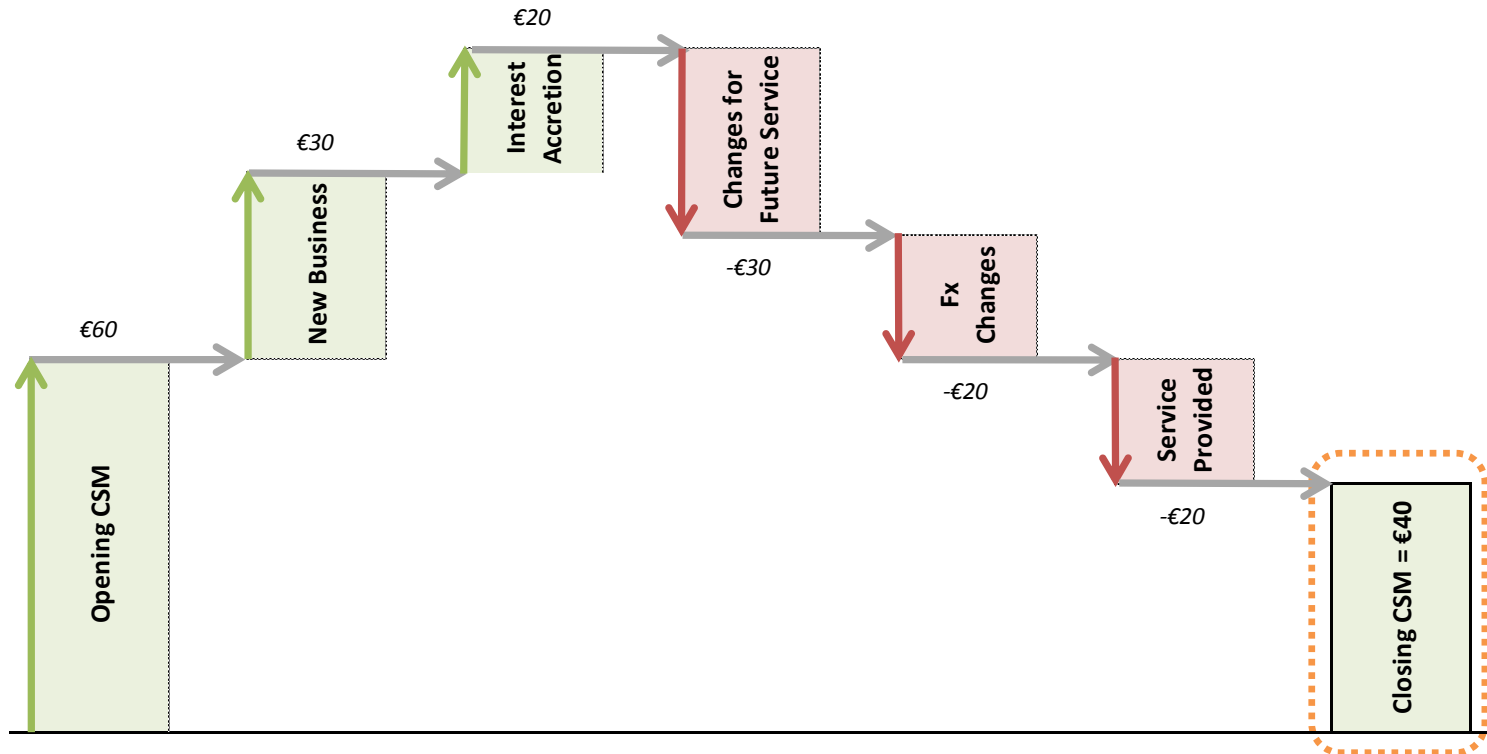 €60
Opening CSM
€30
New Business
€20
Interest
Accretion
Changes for
Future Service
-€30
Fx
Changes
-€20
Service
Provided
-€20
Closing CSM = €40